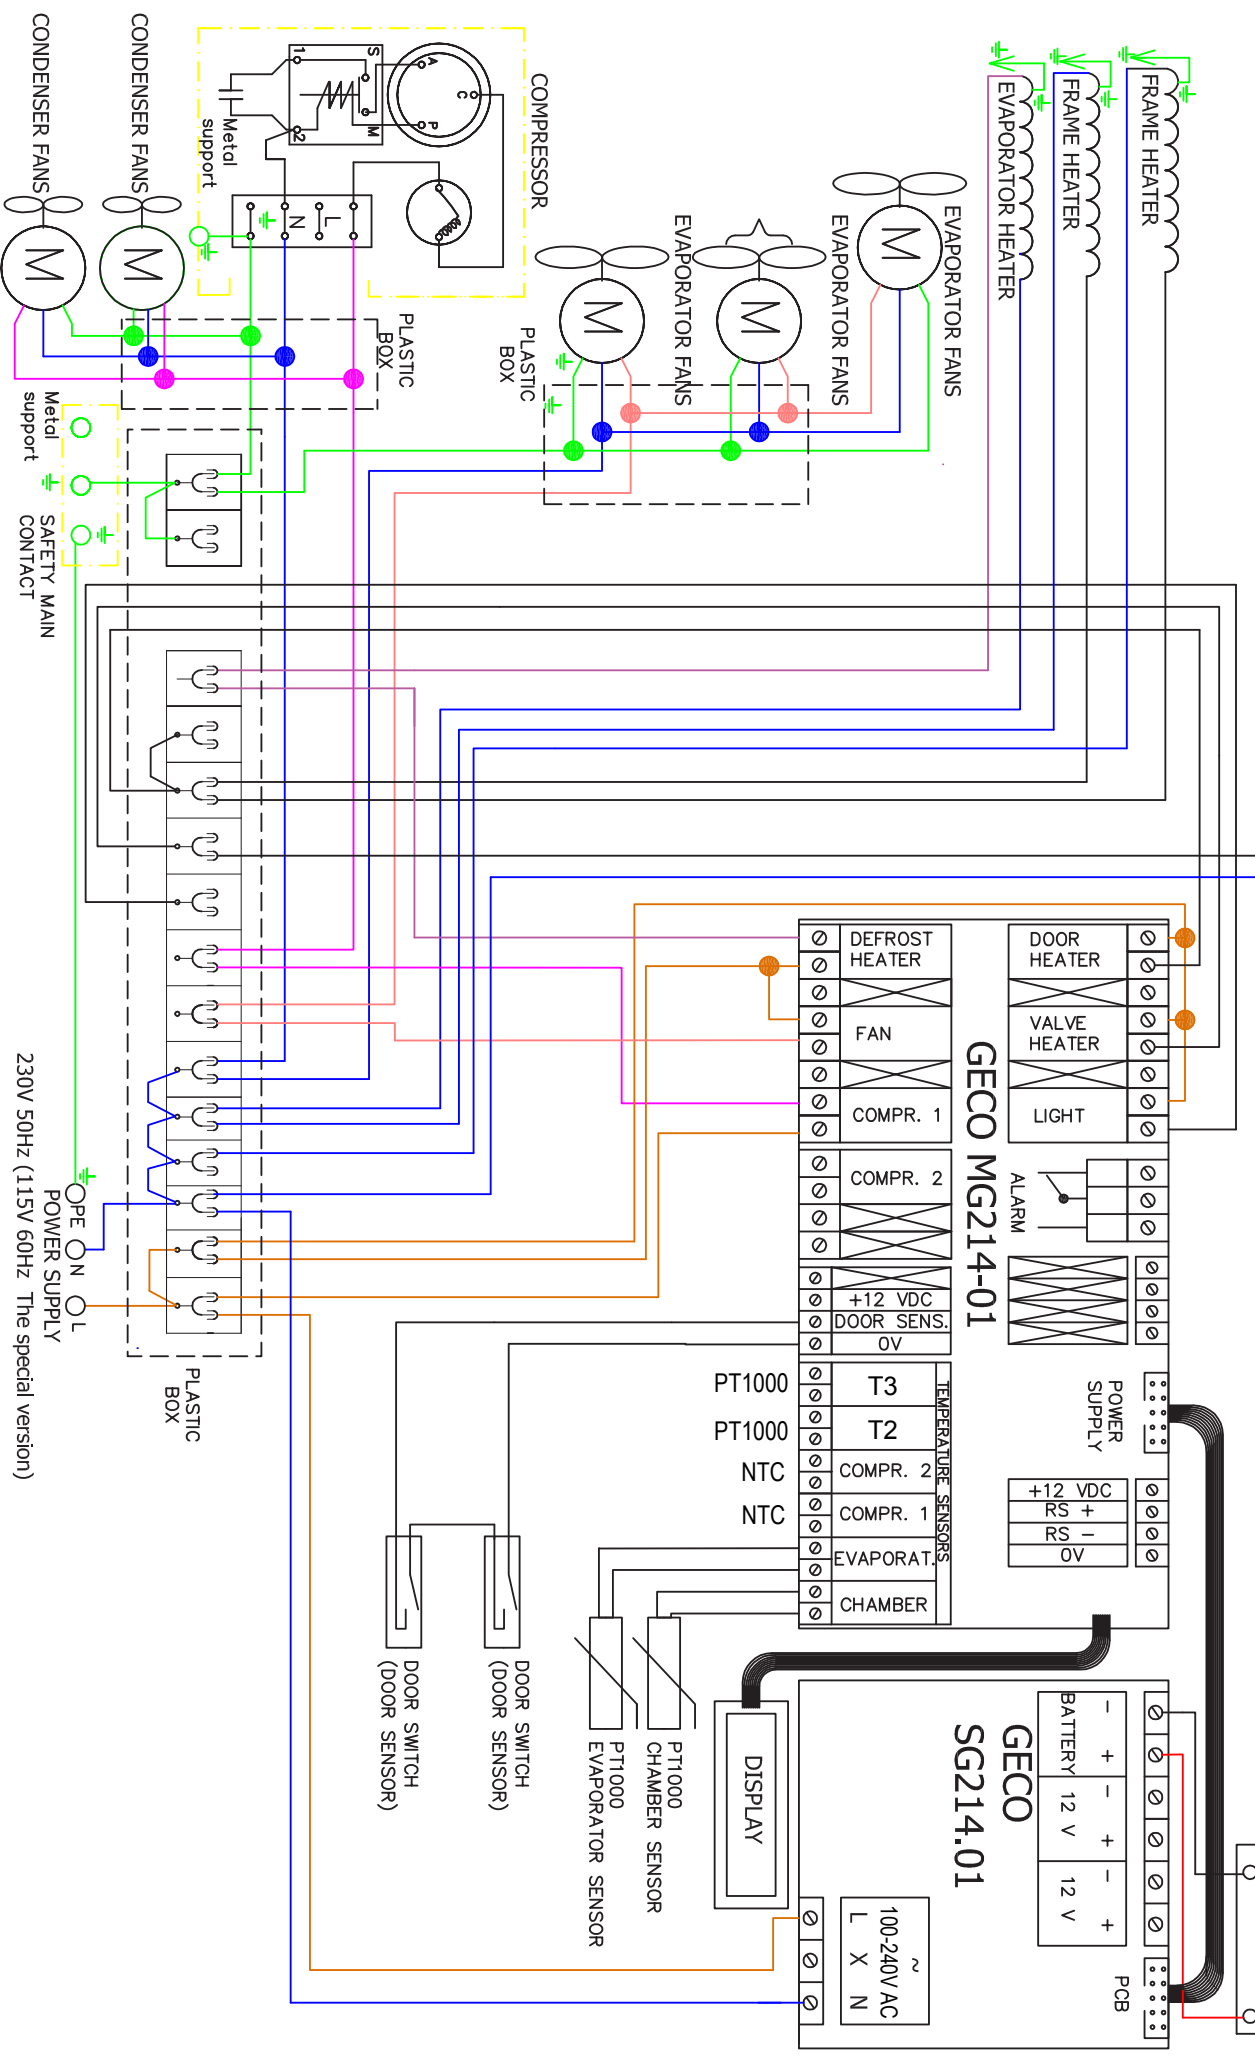 CONDENSER FANS
CONDENSER FANS
COMPRESSOR
Metal
support
1
2
S
M
A
C
P
N
L
M
M
PLASTIC
BOX
EVAPORATOR FANS
EVAPORATOR FANS
EVAPORATOR FANS
M
M
M
PLASTIC
BOX
EVAPORATOR HEATER
FRAME HEATER
FRAME HEATER
Metal
support
SAFETY MAIN
CONTACT
PE
N
L
POWER SUPPLY
230V 50Hz (115V 60Hz The special version)
PLASTIC
BOX
GECO MG214-01
DEFROST
HEATER
FAN
COMPR. 1
COMPR. 2
+12 VDC
DOOR SENS.
0V
TEMPERATURE SENSORS
T3
T2
COMPR. 2
COMPR. 1
EVAPORAT.
CHAMBER
PT1000
PT1000
NTC
NTC
DOOR
HEATER
VALVE
HEATER
LIGHT
ALARM
POWER
SUPPLY
+12 VDC
RS +
RS -
0V
DOOR SWITCH
(DOOR SENSOR)
DOOR SWITCH
(DOOR SENSOR)
PT1000
EVAPORATOR SENSOR
PT1000
CHAMBER SENSOR
DISPLAY
GECO
SG214.01
BATTERY
- +
12 V
- +
12 V
- +
PCB
~
100-240V AC
L X N